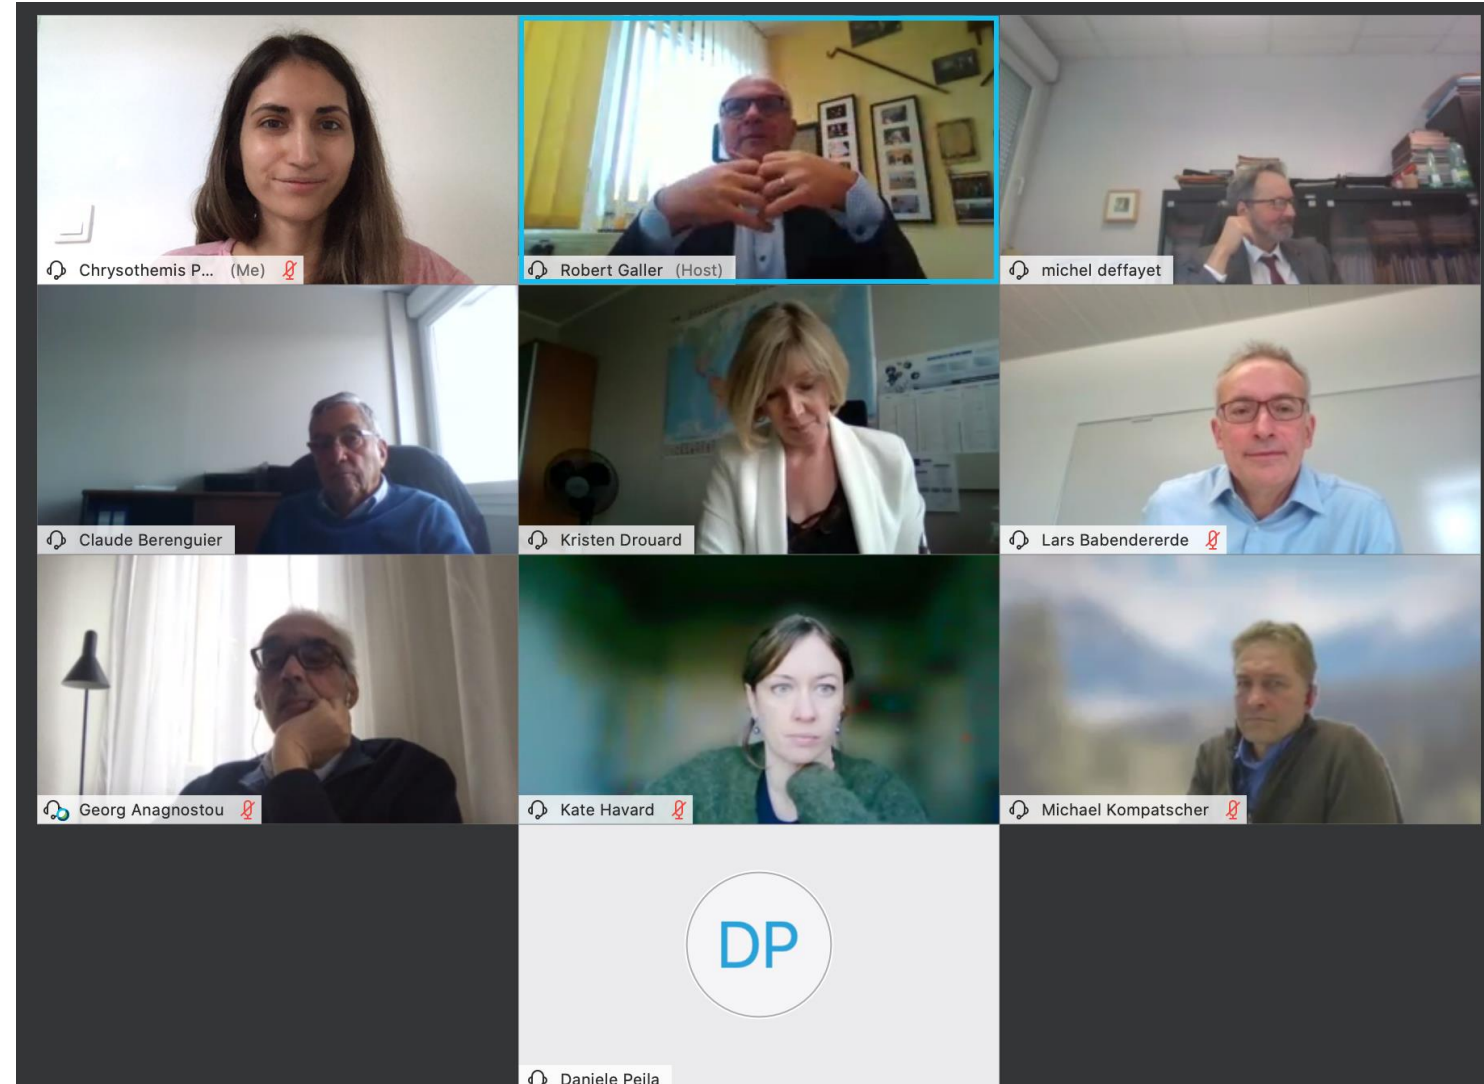 Chrysothemis P... (Me)
Robert Galler (Host)
michel deffayet
Claude Berenguier
Kristen Drouard
Lars Babendererde
Georg Anagnostou
Kate Havard
Michael Kompatscher
DP
Daniele Peila